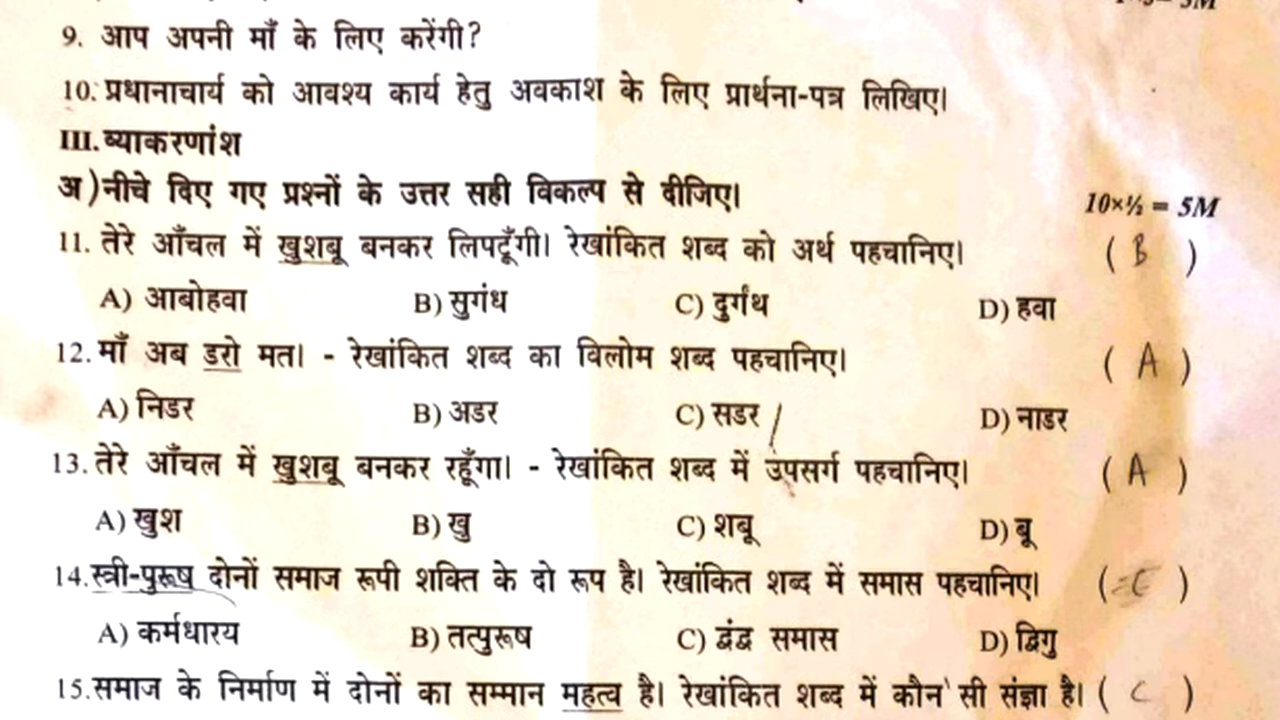 9. आप अपनी माँ के लिए करेंगी?
10. प्रधानाचार्य को आवश्य कार्य हेतु अवकाश के लिए प्रार्थना-पत्र लिखिए।
III. व्याकरणांश
अ) नीचे दिए गए प्रश्नों के उत्तर सही विकल्प से दीजिए। 10×½ = 5M
11. तेरे आँचल में खुशबू बनकर लिपटूँगी। रेखांकित शब्द को अर्थ पहचानिए। ( B )
A) आबोहवा B) सुगंध C) दुर्गंध D) हवा
12. माँ अब डरो मत। - रेखांकित शब्द का विलोम शब्द पहचानिए। ( A )
A) निडर B) अडर C) सडर D) नाडर
13. तेरे आँचल में खुशबू बनकर रहूँगा। - रेखांकित शब्द में उपसर्ग पहचानिए। ( A )
A) खुश B) खु C) शबू D) बू
14. स्त्री-पुरूष दोनों समाज रूपी शक्ति के दो रूप है। रेखांकित शब्द में समास पहचानिए। ( C )
A) कर्मधारय B) तत्पुरूष C) द्वंद्व समास D) द्विगु
15. समाज के निर्माण में दोनों का सम्मान महत्व है। रेखांकित शब्द में कौन सी संज्ञा है। ( C )